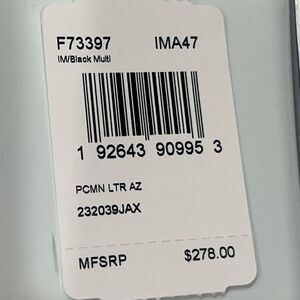 F73397 IMA47
IM/Black Multi
1 92643 90995 3
PCMN LTR AZ
232039JAX
MFSRP $278.00